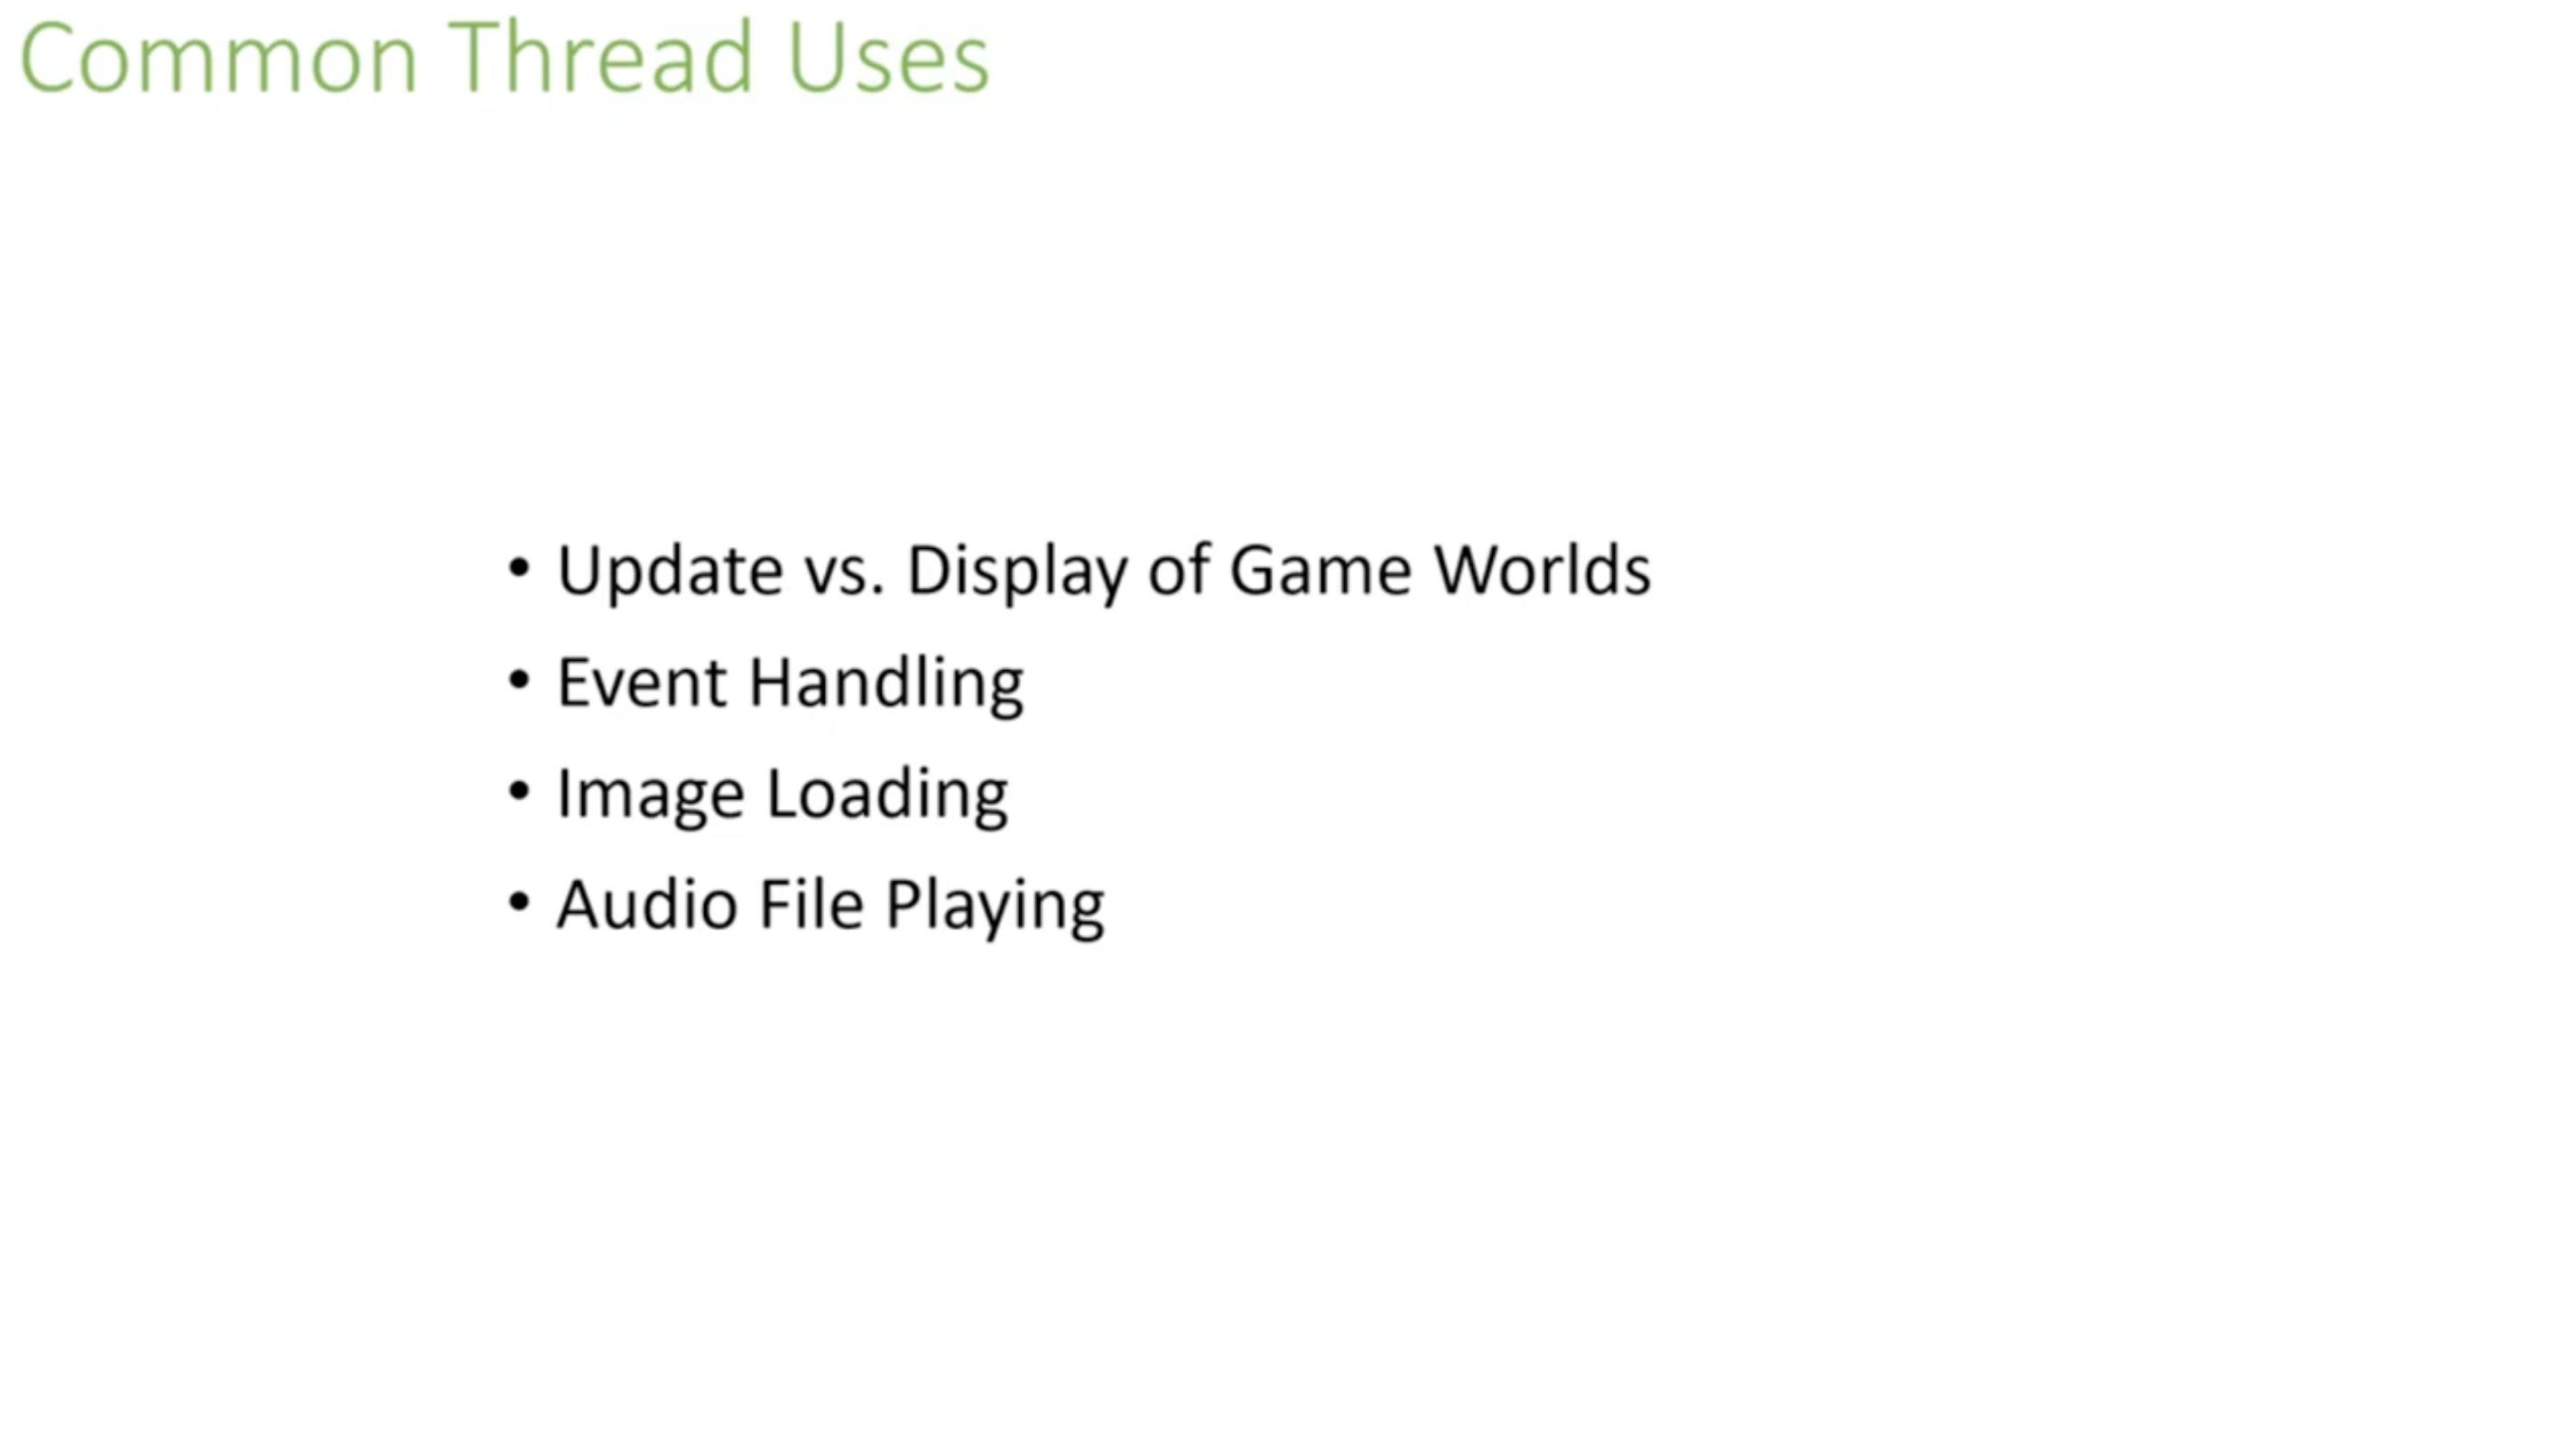 Common Thread Uses
• Update vs. Display of Game Worlds
• Event Handling
• Image Loading
• Audio File Playing